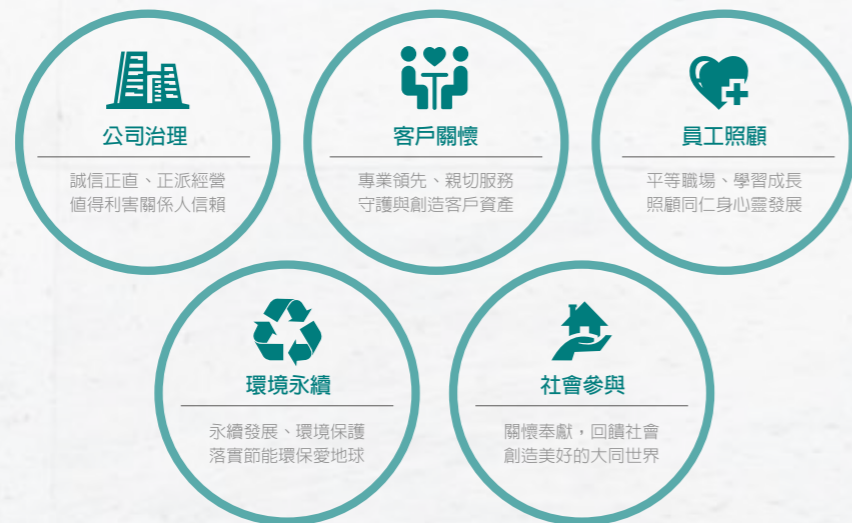 公司治理
誠信正直、正派經營
值得利害關係人信賴
客戶關懷
專業領先、親切服務
守護與創造客戶資產
員工照顧
平等職場、學習成長
照顧同仁身心靈發展
環境永續
永續發展、環境保護
落實節能環保愛地球
社會參與
關懷奉獻，回饋社會
創造美好的大同世界